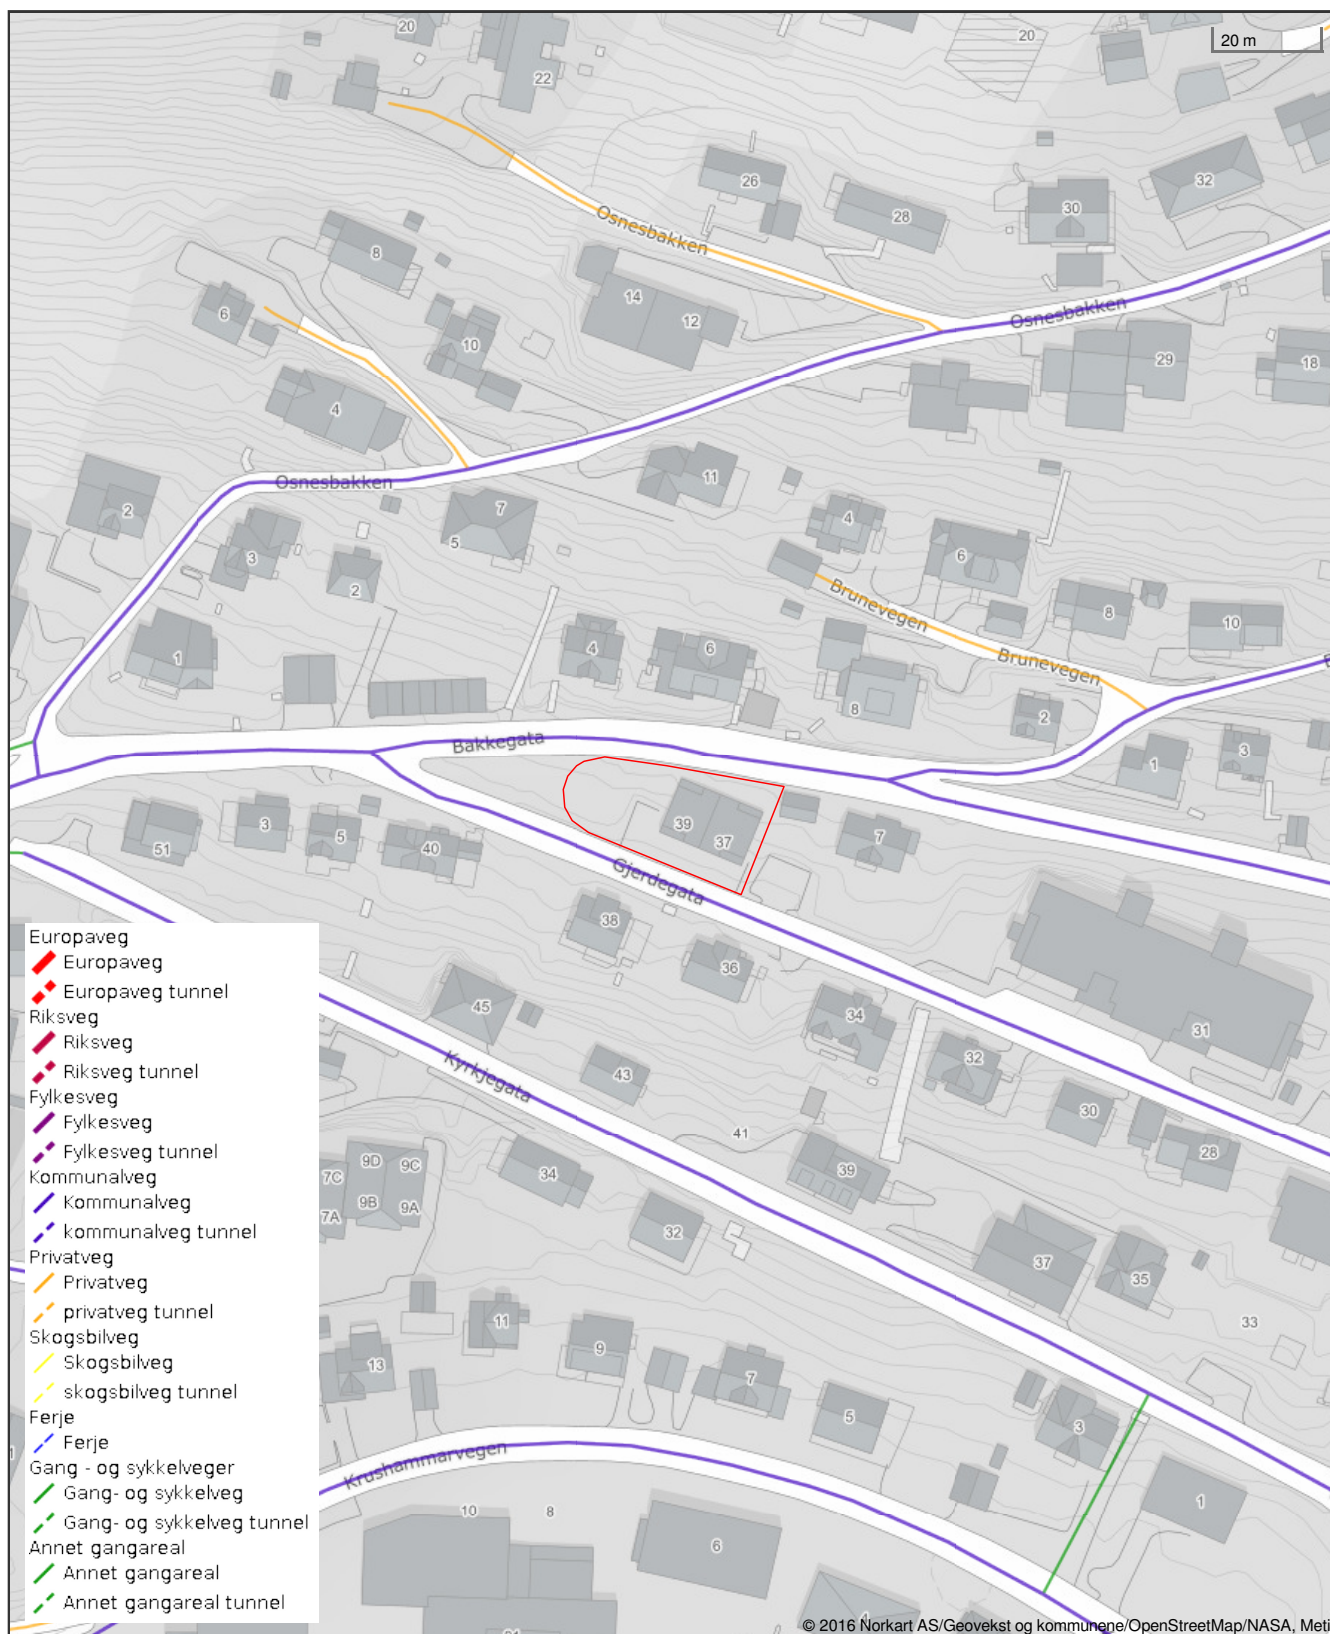 20
22
20
20 m
26
28
30
32
Osnesbakken
8
6
14
12
10
Osnesbakken
29
18
4
11
Osnesbakken
2
7
5
3
2
4
6
8
10
Brunevegen
Brunevegen
1
4
6
8
2
1
3
Bakkegata
51
3
5
40
39
37
7
Gjerdegata
38
36
34
32
31
30
28
45
43
41
39
Kyrkjegata
9D
9C
7C
9B
9A
7A
34
32
37
35
33
11
9
13
7
5
3
1
Krushammarvegen
10
8
6
Europaveg
Europaveg
Europaveg tunnel
Riksveg
Riksveg
Riksveg tunnel
Fylkesveg
Fylkesveg
Fylkesveg tunnel
Kommunalveg
Kommunalveg
kommunalveg tunnel
Privatveg
Privatveg
privatveg tunnel
Skogsbilveg
Skogsbilveg
skogsbilveg tunnel
Ferje
Ferje
Gang - og sykkelveger
Gang- og sykkelveg
Gang- og sykkelveg tunnel
Annet gangareal
Annet gangareal
Annet gangareal tunnel
© 2016 Norkart AS/Geovekst og kommunene/OpenStreetMap/NASA, Meti